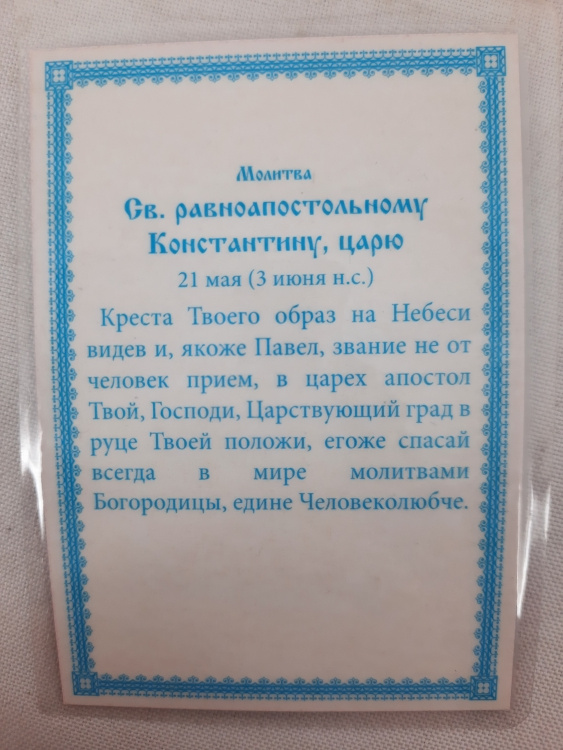 Молитва
Св. равноапостольному
Константину, царю
21 мая (3 июня н.с.)
Креста Твоего образ на Небеси
видев и, якоже Павел, звание не от
человек прием, в царех апостол
Твой, Господи, Царствующий град в
руце Твоей положи, егоже спасай
всегда в мире молитвами
Богородицы, едине Человеколюбче.